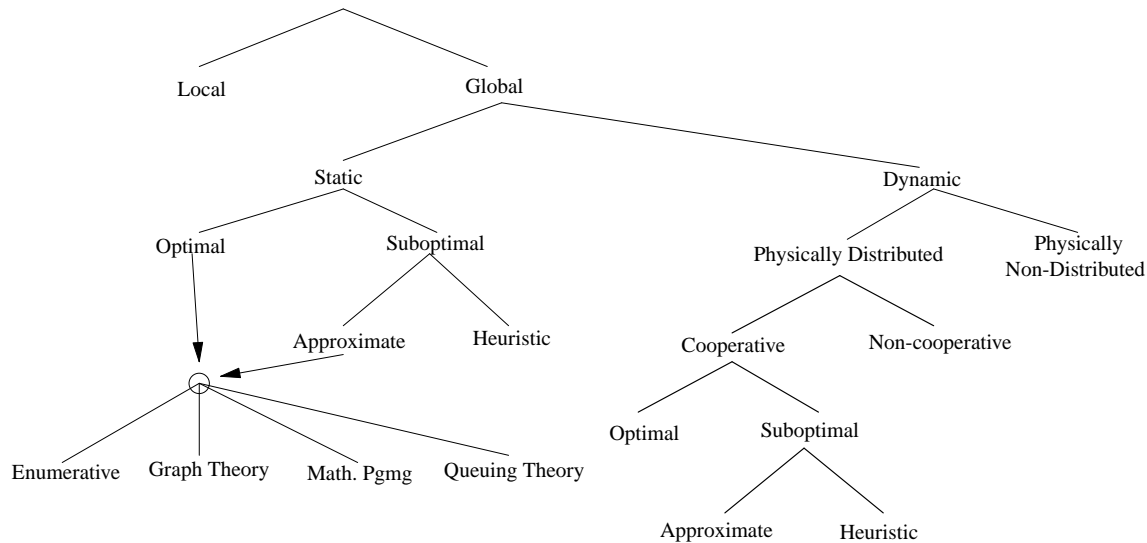 Local
Global
Static
Dynamic
Optimal
Suboptimal
Physically Distributed
Physically
Non-Distributed
Approximate
Heuristic
Cooperative
Non-cooperative
Optimal
Suboptimal
Enumerative
Graph Theory
Math. Pgmg
Queuing Theory
Approximate
Heuristic